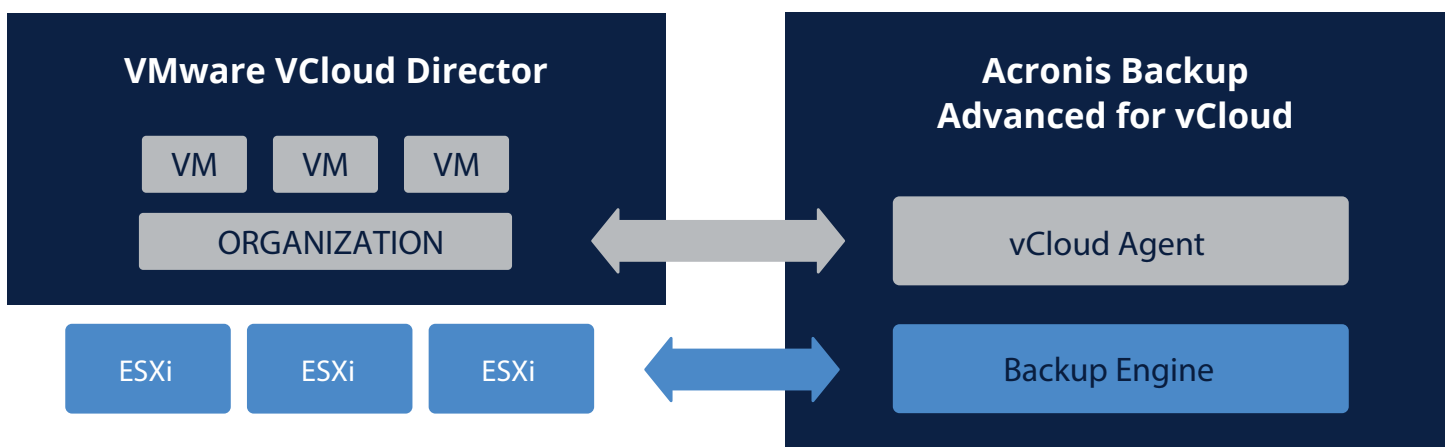 VMware VCloud Director
VM VM VM
ORGANIZATION
ESXi ESXi ESXi
Acronis Backup
Advanced for vCloud
vCloud Agent
Backup Engine